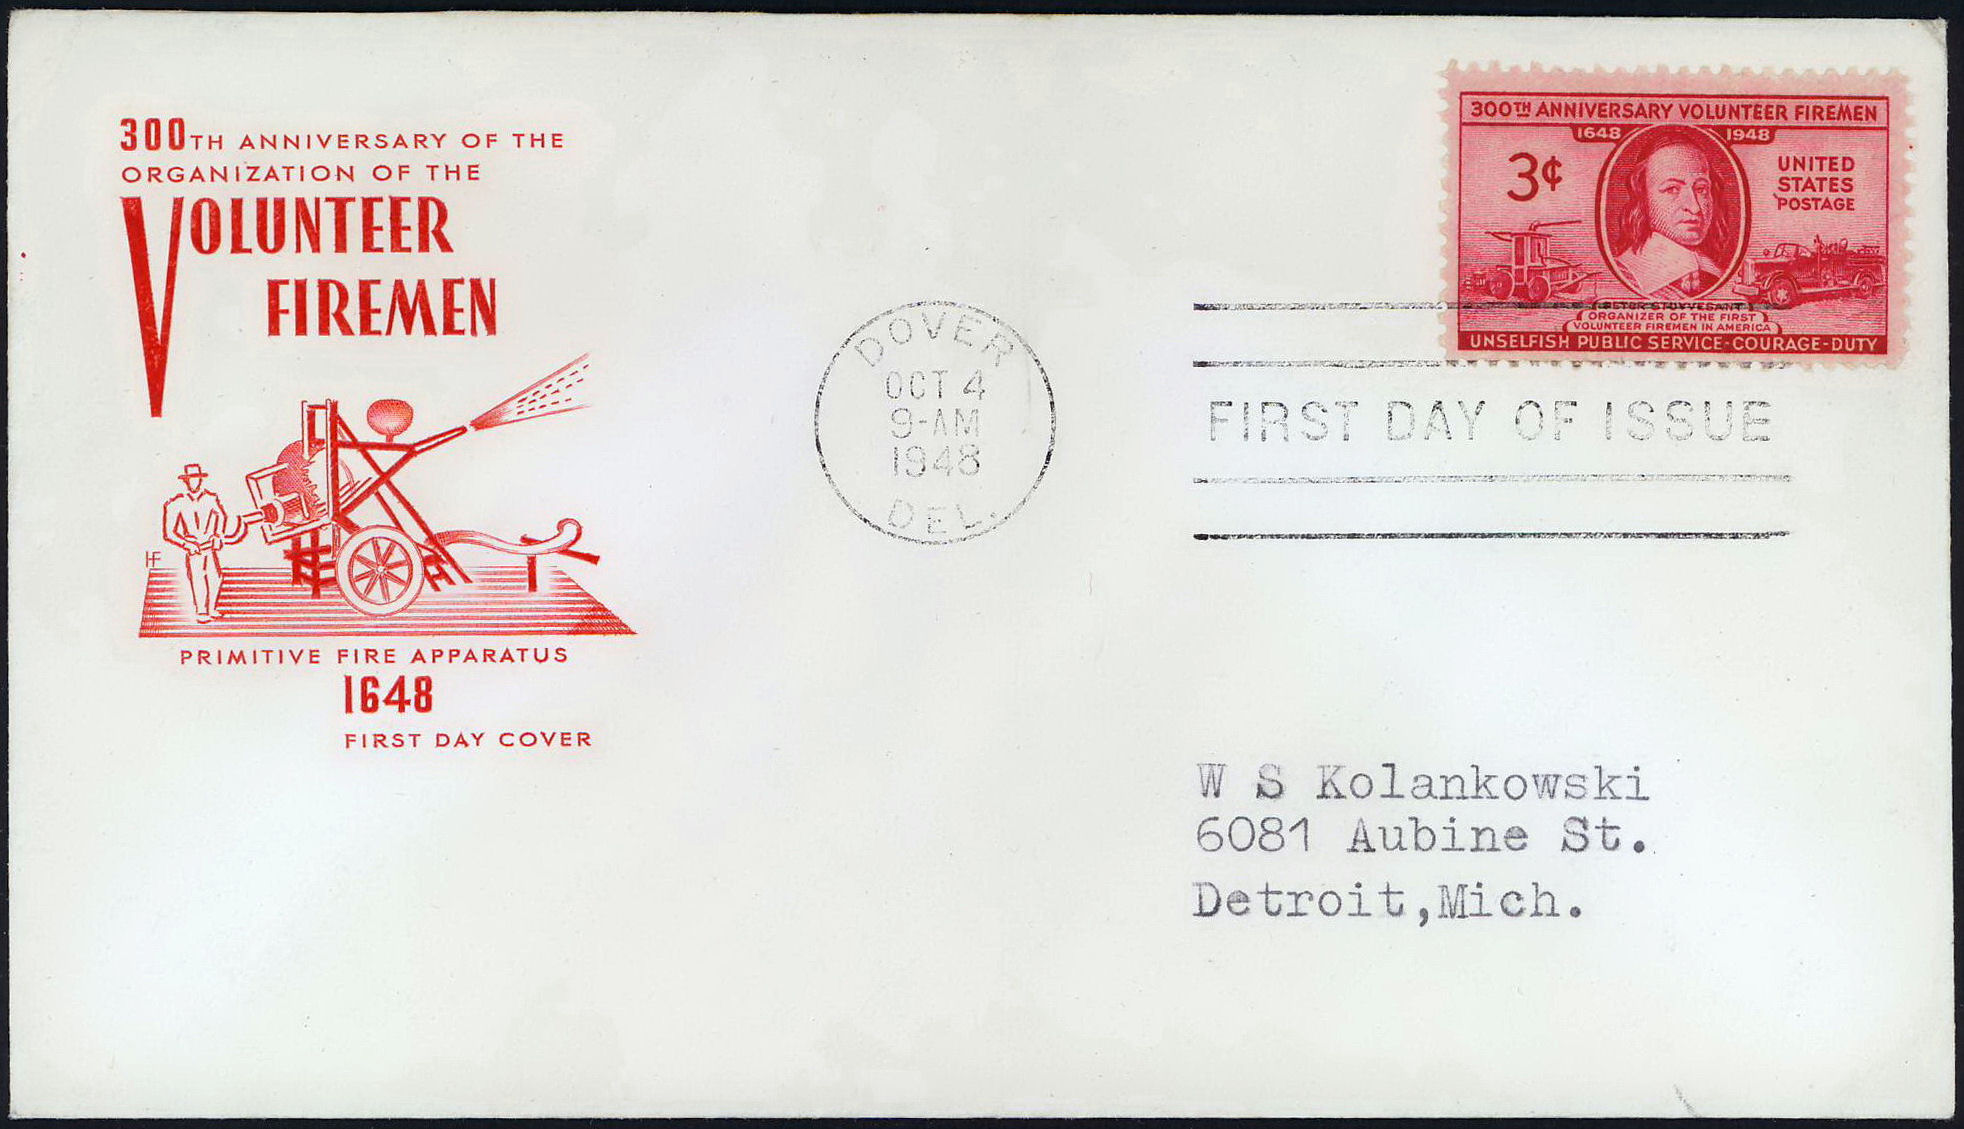 300TH ANNIVERSARY OF THE
ORGANIZATION OF THE
VOLUNTEER
FIREMEN
HF
PRIMITIVE FIRE APPARATUS
1648
FIRST DAY COVER
DOVER
OCT 4
9-AM
1948
DEL.
300TH ANNIVERSARY VOLUNTEER FIREMEN
1648 1948
3¢
UNITED
STATES
POSTAGE
PETER STUYVESANT
ORGANIZER OF THE FIRST
VOLUNTEER FIREMEN IN AMERICA
UNSELFISH PUBLIC SERVICE-COURAGE-DUTY
FIRST DAY OF ISSUE
W S Kolankowski
6081 Aubine St.
Detroit,Mich.